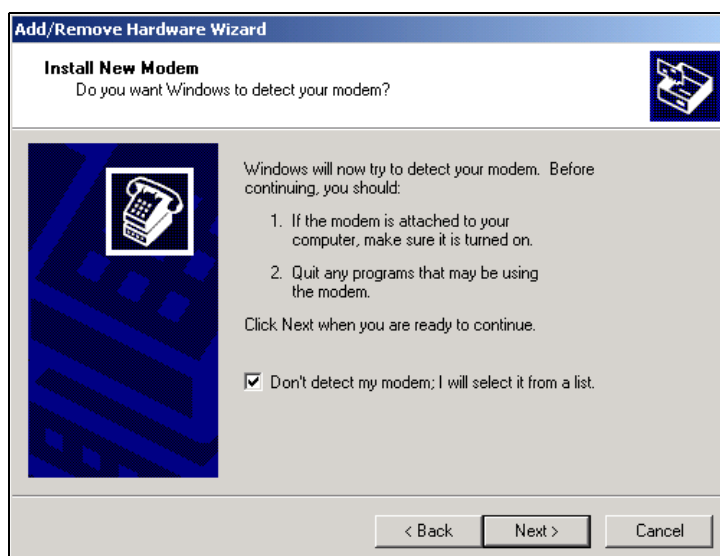 Add/Remove Hardware Wizard
Install New Modem
Do you want Windows to detect your modem?
Windows will now try to detect your modem. Before
continuing, you should:
1. If the modem is attached to your
computer, make sure it is turned on.
2. Quit any programs that may be using
the modem.
Click Next when you are ready to continue.
Don't detect my modem; I will select it from a list.
< Back Next > Cancel